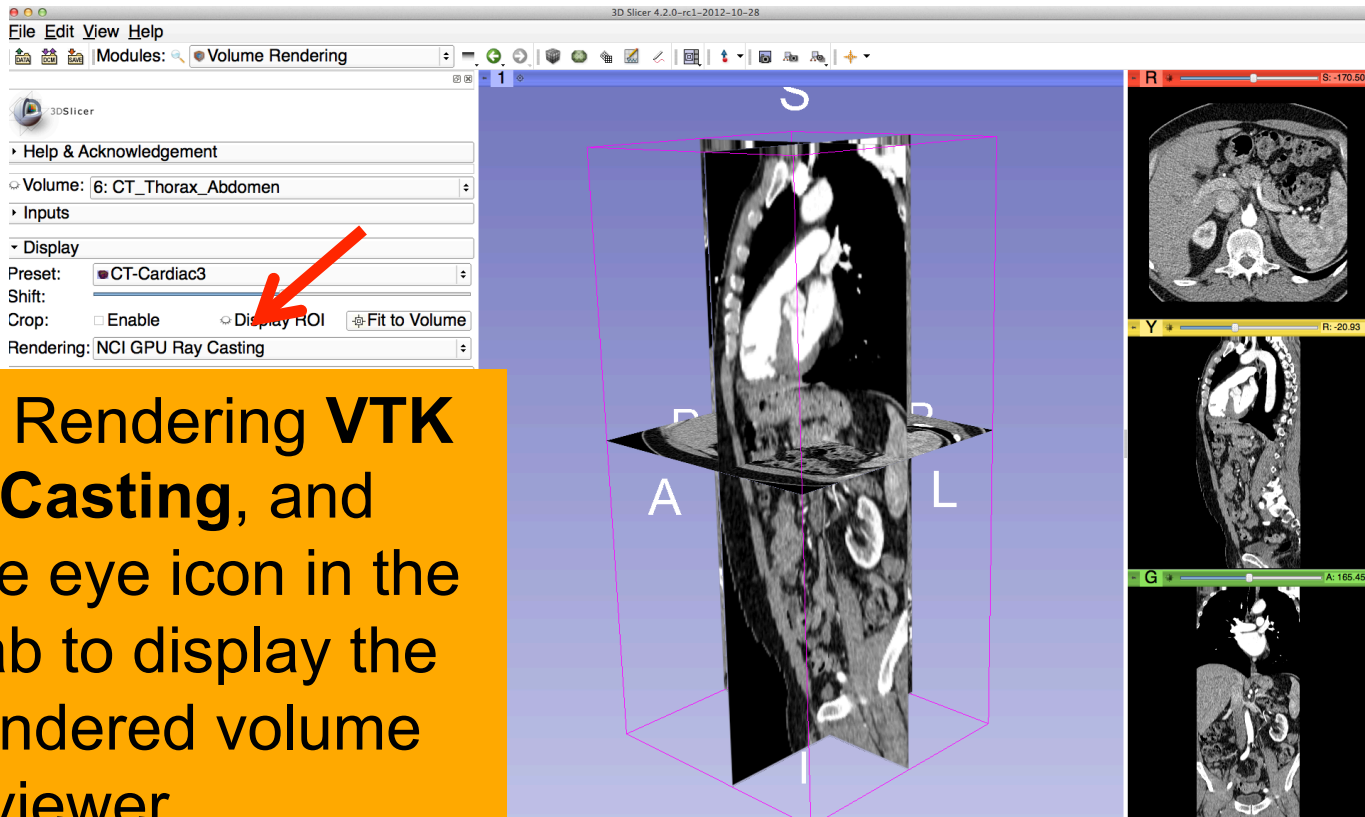 3D Slicer 4.2.0-rc1-2012-10-28
File Edit View Help
DATA DCM SAVE Modules: Volume Rendering
1
3DSlicer
Help & Acknowledgement
Volume: 6: CT_Thorax_Abdomen
Inputs
Display
Preset: CT-Cardiac3
Shift:
Crop: Enable Display ROI Fit to Volume
Rendering: NCI GPU Ray Casting
Rendering VTK
Casting, and
e eye icon in the
ab to display the
ndered volume
viewer
S
A
L
I
R S: -170.50
Y R: -20.93
G A: 165.45